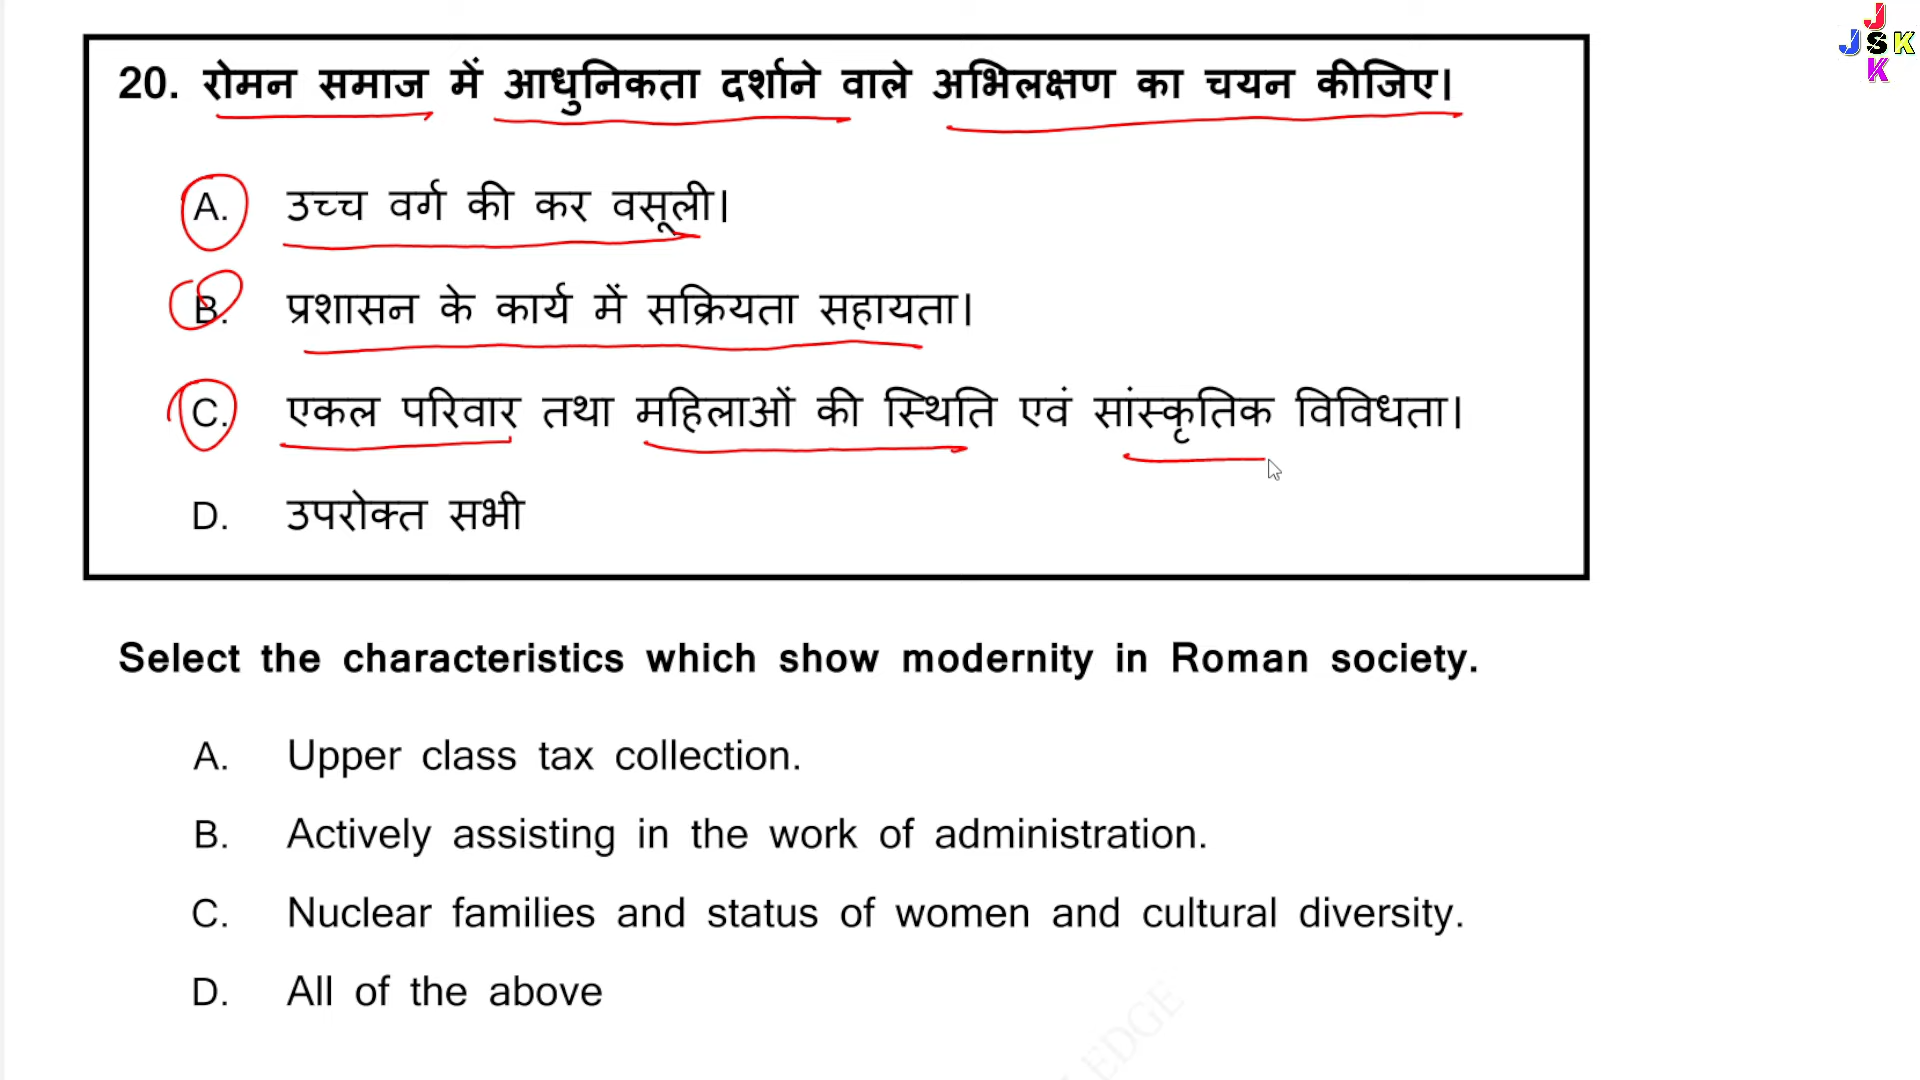 J
JSK
K
20. रोमन समाज में आधुनिकता दर्शाने वाले अभिलक्षण का चयन कीजिए।
A. उच्च वर्ग की कर वसूली।
B. प्रशासन के कार्य में सक्रियता सहायता।
C. एकल परिवार तथा महिलाओं की स्थिति एवं सांस्कृतिक विविधता।
D. उपरोक्त सभी
Select the characteristics which show modernity in Roman society.
A. Upper class tax collection.
B. Actively assisting in the work of administration.
C. Nuclear families and status of women and cultural diversity.
D. All of the above
EDGE